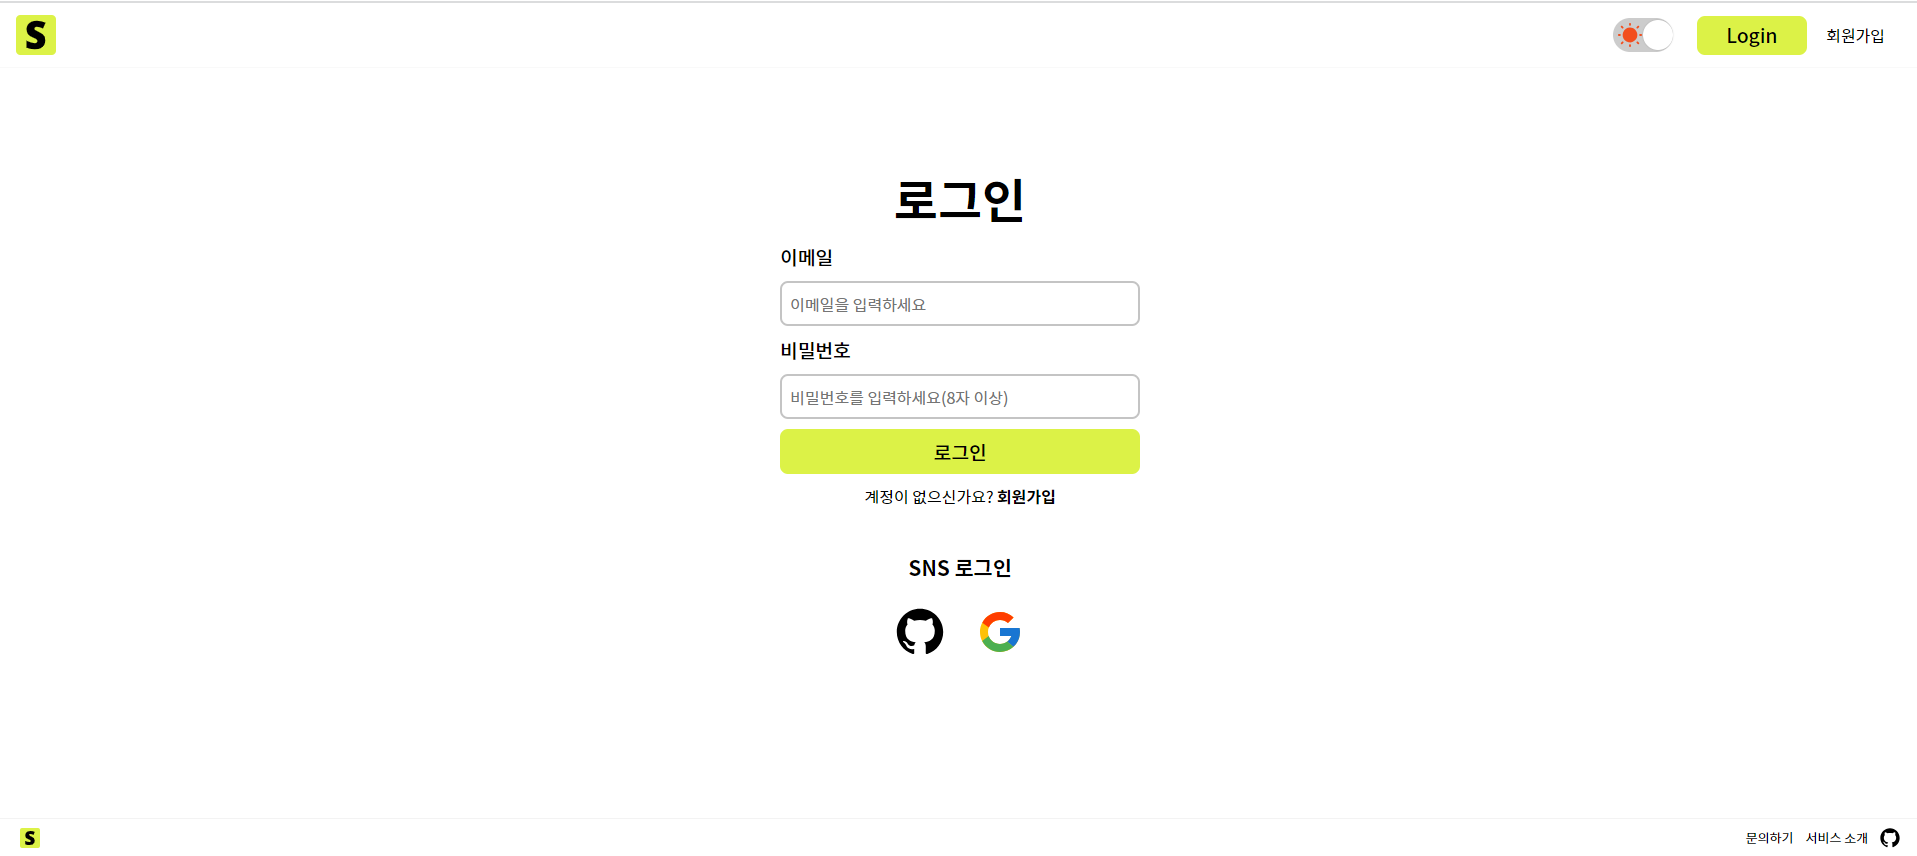 S
Login 회원가입
로그인
이메일
이메일을 입력하세요
비밀번호
비밀번호를 입력하세요(8자 이상)
로그인
계정이 없으신가요? 회원가입
SNS 로그인
S
문의하기 서비스 소개